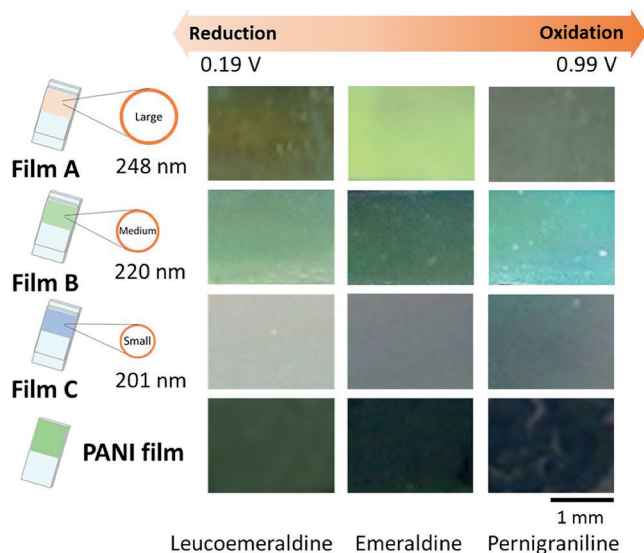 Reduction Oxidation
0.19 V 0.99 V
Large
Film A 248 nm
Medium
Film B 220 nm
Small
Film C 201 nm
PANI film
1 mm
Leucoemeraldine Emeraldine Pernigraniline